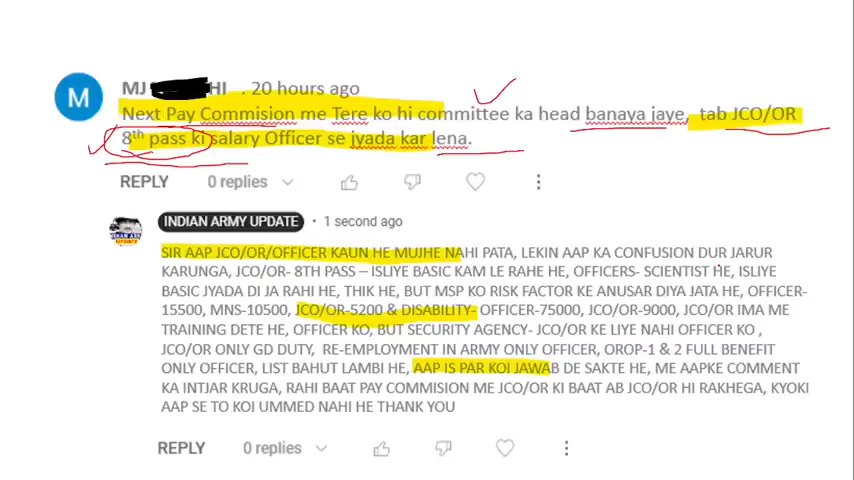 M
MJ HI . 20 hours ago
Next Pay Commision me Tere ko hi committee ka head banaya jaye, tab JCO/OR
8th pass ki salary Officer se jyada kar lena.
REPLY 0 replies
INDIAN ARMY UPDATE • 1 second ago
SIR AAP JCO/OR/OFFICER KAUN HE MUJHE NAHI PATA, LEKIN AAP KA CONFUSION DUR JARUR
KARUNGA, JCO/OR- 8TH PASS – ISLIYE BASIC KAM LE RAHE HE, OFFICERS- SCIENTIST HE, ISLIYE
BASIC JYADA DI JA RAHI HE, THIK HE, BUT MSP KO RISK FACTOR KE ANUSAR DIYA JATA HE, OFFICER-
15500, MNS-10500, JCO/OR-5200 & DISABILITY- OFFICER-75000, JCO/OR-9000, JCO/OR IMA ME
TRAINING DETE HE, OFFICER KO, BUT SECURITY AGENCY- JCO/OR KE LIYE NAHI OFFICER KO ,
JCO/OR ONLY GD DUTY, RE-EMPLOYMENT IN ARMY ONLY OFFICER, OROP-1 & 2 FULL BENEFIT
ONLY OFFICER, LIST BAHUT LAMBI HE, AAP IS PAR KOI JAWAB DE SAKTE HE, ME AAPKE COMMENT
KA INTJAR KRUGA, RAHI BAAT PAY COMMISION ME JCO/OR KI BAAT AB JCO/OR HI RAKHEGA, KYOKI
AAP SE TO KOI UMMED NAHI HE THANK YOU
REPLY 0 replies